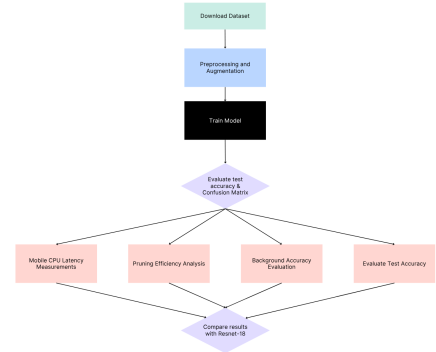 Download Dataset
Preprocessing and
Augmentation
Train Model
Evaluate test
accuracy &
Confusion Matrix
Mobile CPU Latency
Measurements
Pruning Efficiency Analysis
Background Accuracy
Evaluation
Evaluate Test Accuracy
Compare results
with Resnet-18